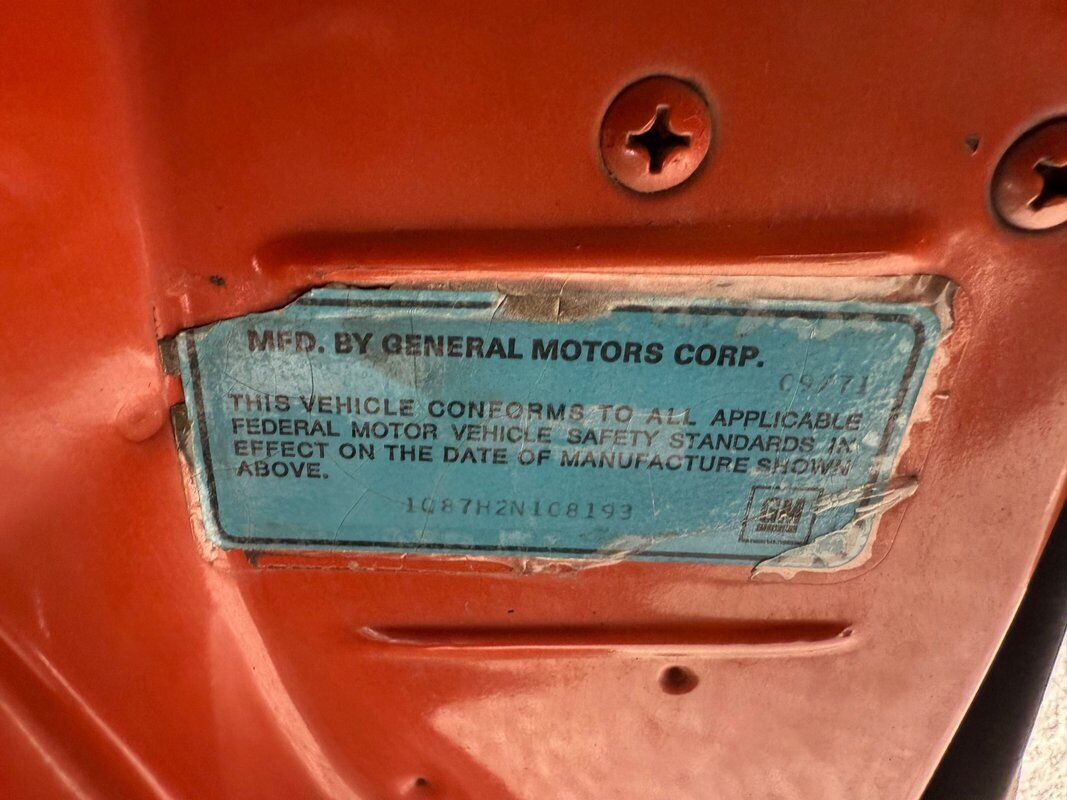 MFD. BY GENERAL MOTORS CORP.
09/71
THIS VEHICLE CONFORMS TO ALL APPLICABLE
FEDERAL MOTOR VEHICLE SAFETY STANDARDS IN
EFFECT ON THE DATE OF MANUFACTURE SHOWN
ABOVE.
1Q87H2N108193
GM